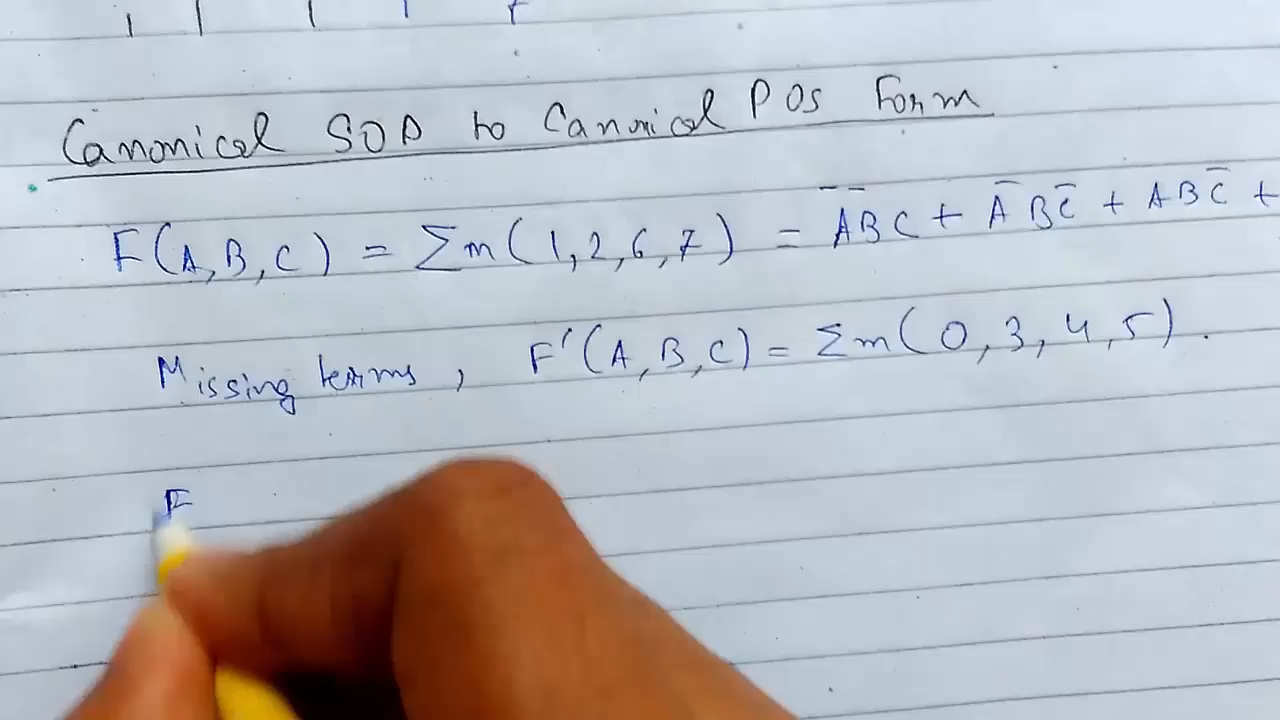 Canonical SOP to Canonical POS Form
F(A,B,C) = Σm(1,2,6,7) = A̅B̅C + A̅BC̅ + ABC̅ +
Missing terms, F'(A,B,C) = Σm(0,3,4,5).
F